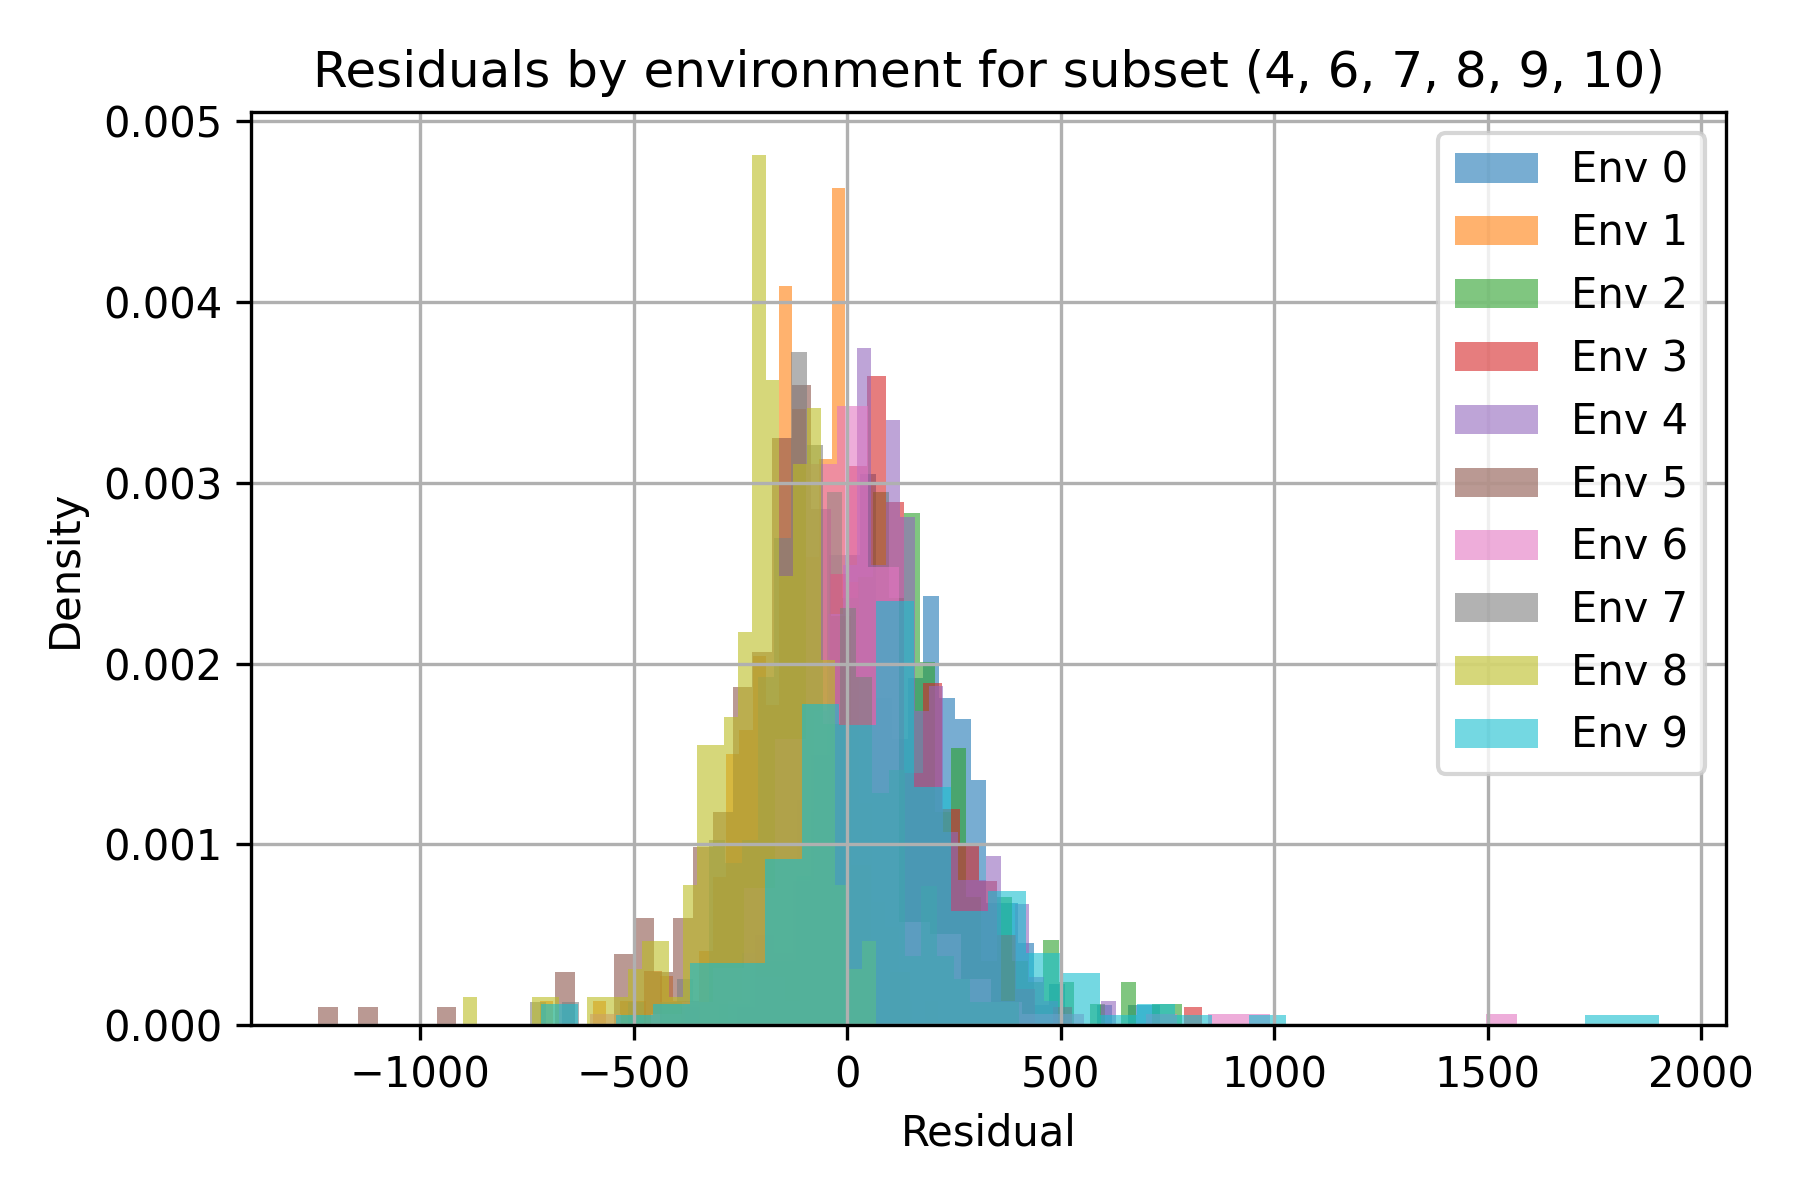 Residuals by environment for subset (4, 6, 7, 8, 9, 10)
0.005
0.004
0.003
0.002
0.001
0.000
Density
−1000
−500
0
500
1000
1500
2000
Residual
Env 0
Env 1
Env 2
Env 3
Env 4
Env 5
Env 6
Env 7
Env 8
Env 9